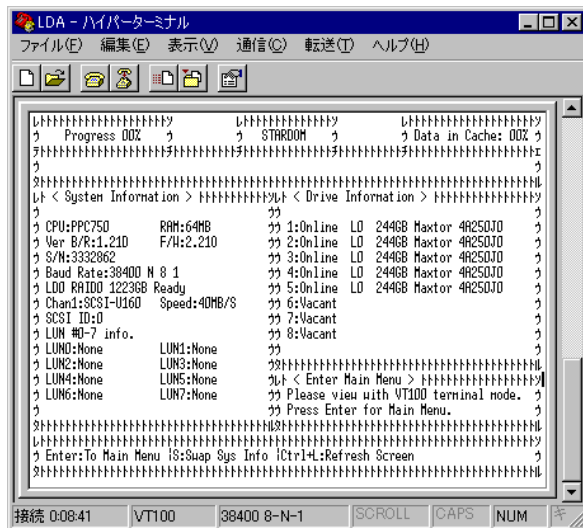 LDA - ハイパーターミナル
ファイル(F) 編集(E) 表示(V) 通信(C) 転送(T) ヘルプ(H)
Progress 00% STARDOM Data in Cache: 00%
< System Information > < Drive Information >
CPU:PPC750 RAM:64MB 1:Online L0 244GB Maxtor 4A250J0
Ver B/R:1.21D F/W:2.210 2:Online L0 244GB Maxtor 4A250J0
S/N:3332862 3:Online L0 244GB Maxtor 4A250J0
Baud Rate:38400 N 8 1 4:Online L0 244GB Maxtor 4A250J0
LD0 RAID0 1223GB Ready 5:Online L0 244GB Maxtor 4A250J0
Chan1:SCSI-U160 Speed:40MB/S 6:Vacant
SCSI ID:0 7:Vacant
LUN #0-7 info. 8:Vacant
LUN0:None LUN1:None
LUN2:None LUN3:None
LUN4:None LUN5:None < Enter Main Menu >
LUN6:None LUN7:None Please view with VT100 terminal mode.
Press Enter for Main Menu.
Enter:To Main Menu |S:Swap Sys Info |Ctrl+L:Refresh Screen
接続 0:08:41 VT100 38400 8-N-1 SCROLL CAPS NUM キ